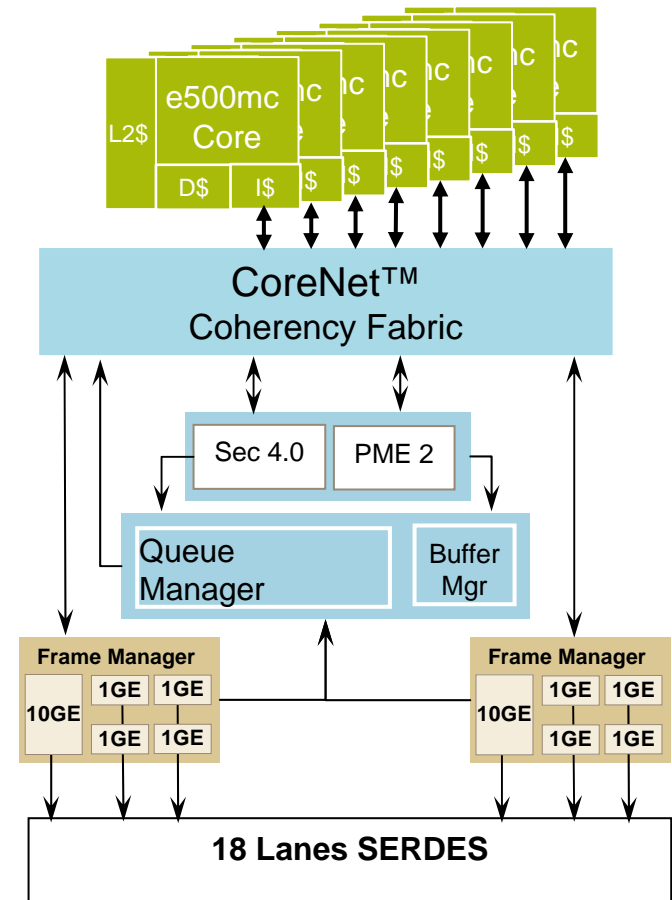 e500mc
Core
L2$
D$
I$
$
$
$
$
$
$
$
CoreNet™
Coherency Fabric
Sec 4.0
PME 2
Queue
Manager
Buffer
Mgr
Frame Manager
10GE
1GE
1GE
1GE
1GE
Frame Manager
10GE
1GE
1GE
1GE
1GE
18 Lanes SERDES